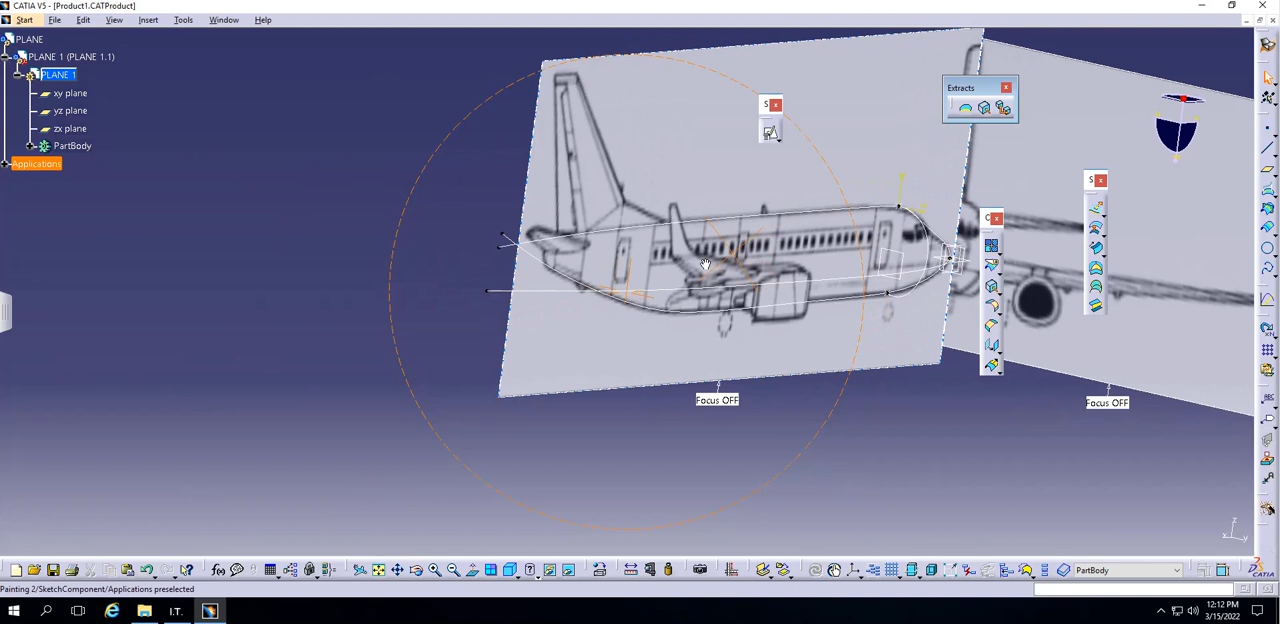 CATIA V5 - [Product1.CATProduct]
Start File Edit View Insert Tools Window Help
PLANE
PLANE 1 (PLANE 1.1)
PLANE 1
xy plane
yz plane
zx plane
PartBody
Applications
S
Extracts
S
C
Focus OFF
Focus OFF
PartBody
CATIA
Painting 2/SketchComponent/Applications preselected
I.T.
12:12 PM
3/15/2022